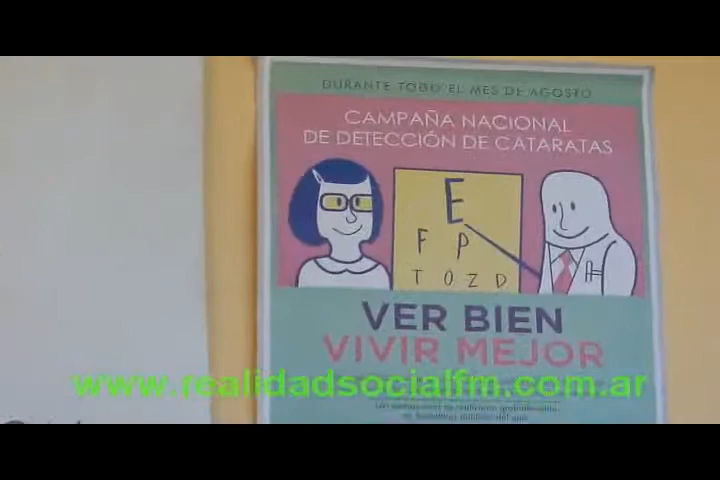 DURANTE TODO EL MES DE AGOSTO
CAMPAÑA NACIONAL
DE DETECCIÓN DE CATARATAS
E
F P
T O Z D
VER BIEN
VIVIR MEJOR
www.realidadsocialfm.com.ar